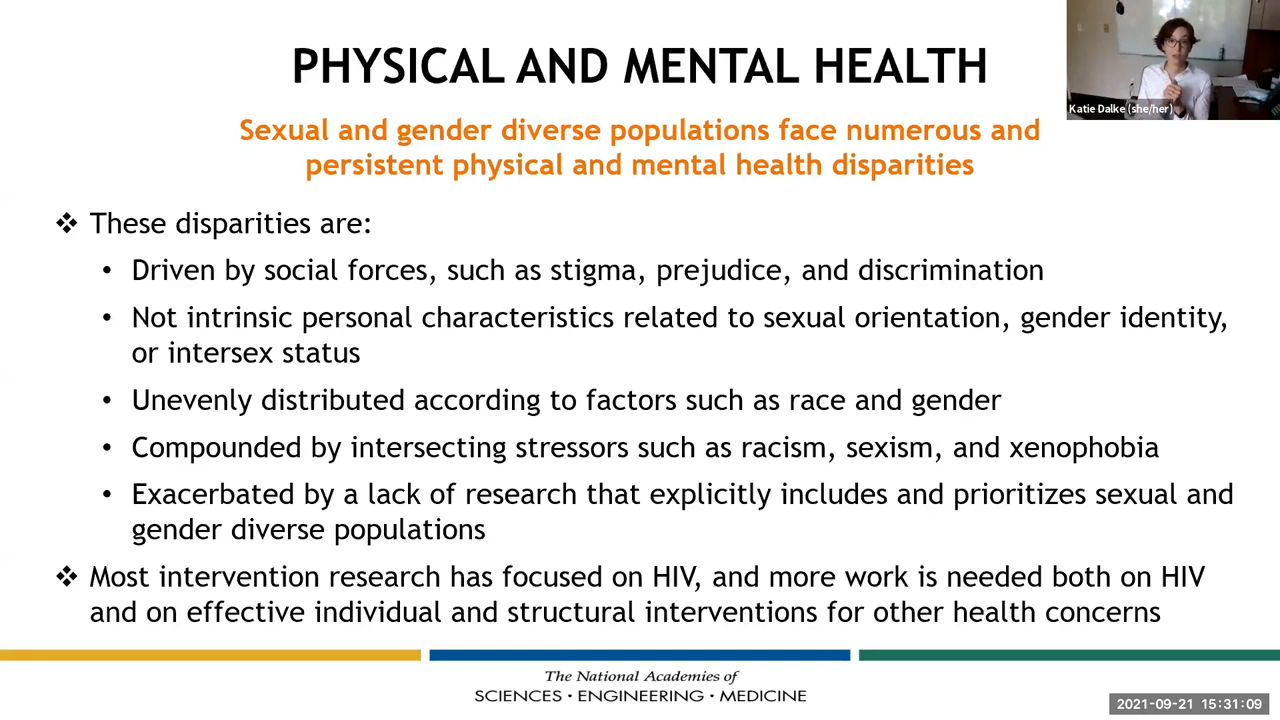 PHYSICAL AND MENTAL HEALTH
Katie Dalke (she/her)
Sexual and gender diverse populations face numerous and
persistent physical and mental health disparities
❖ These disparities are:
• Driven by social forces, such as stigma, prejudice, and discrimination
• Not intrinsic personal characteristics related to sexual orientation, gender identity,
or intersex status
• Unevenly distributed according to factors such as race and gender
• Compounded by intersecting stressors such as racism, sexism, and xenophobia
• Exacerbated by a lack of research that explicitly includes and prioritizes sexual and
gender diverse populations
❖ Most intervention research has focused on HIV, and more work is needed both on HIV
and on effective individual and structural interventions for other health concerns
The National Academies of
SCIENCES · ENGINEERING · MEDICINE
2021-09-21 15:31:09